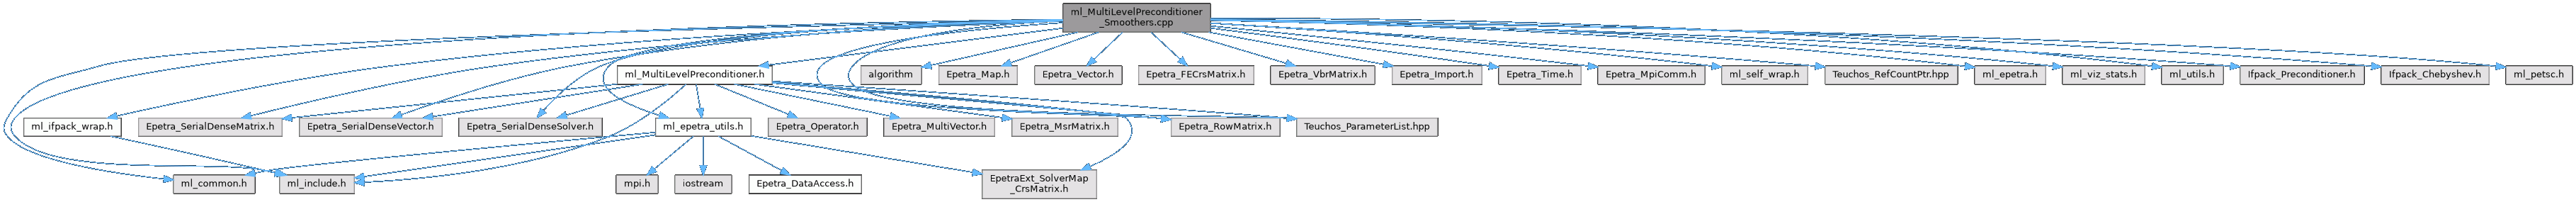 ml_MultiLevelPreconditioner
_Smoothers.cpp
ml_MultiLevelPreconditioner.h
algorithm
Epetra_Map.h
Epetra_Vector.h
Epetra_FECrsMatrix.h
Epetra_VbrMatrix.h
Epetra_Import.h
Epetra_Time.h
Epetra_MpiComm.h
ml_self_wrap.h
Teuchos_RefCountPtr.hpp
ml_epetra.h
ml_viz_stats.h
ml_utils.h
Ifpack_Preconditioner.h
Ifpack_Chebyshev.h
ml_petsc.h
ml_ifpack_wrap.h
Epetra_SerialDenseMatrix.h
Epetra_SerialDenseVector.h
Epetra_SerialDenseSolver.h
ml_epetra_utils.h
Epetra_Operator.h
Epetra_MultiVector.h
Epetra_MsrMatrix.h
Epetra_RowMatrix.h
Teuchos_ParameterList.hpp
ml_common.h
ml_include.h
mpi.h
iostream
Epetra_DataAccess.h
EpetraExt_SolverMap
_CrsMatrix.h